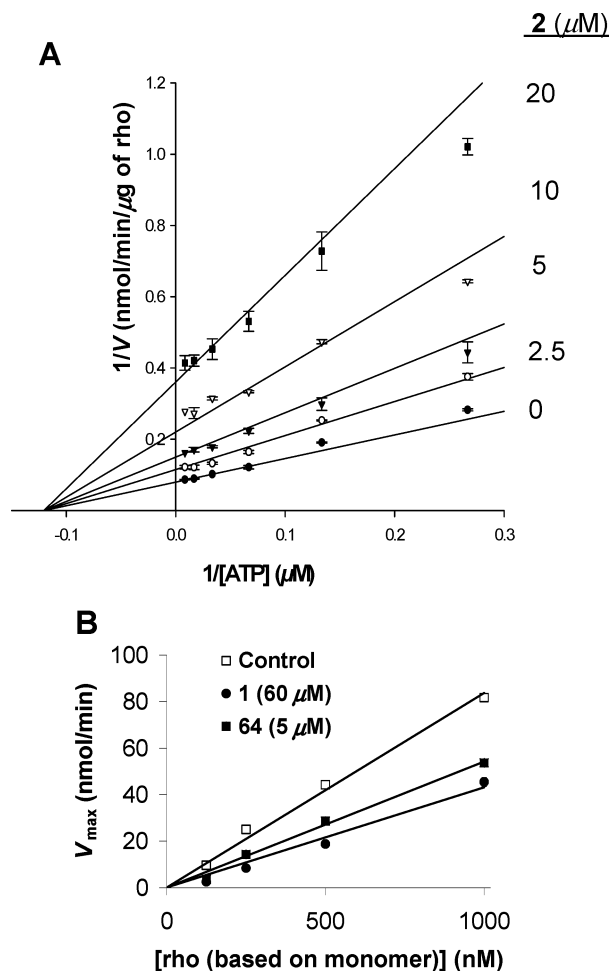 2 (μM)
A
20
10
5
2.5
0
1/V (nmol/min/μg of rho)
1.2
1.0
0.8
0.6
0.4
0.2
-0.1
0.0
0.1
0.2
0.3
1/[ATP] (μM)
B
Vmax (nmol/min)
100
80
60
40
20
0
Control
1 (60 μM)
64 (5 μM)
0
500
1000
[rho (based on monomer)] (nM)